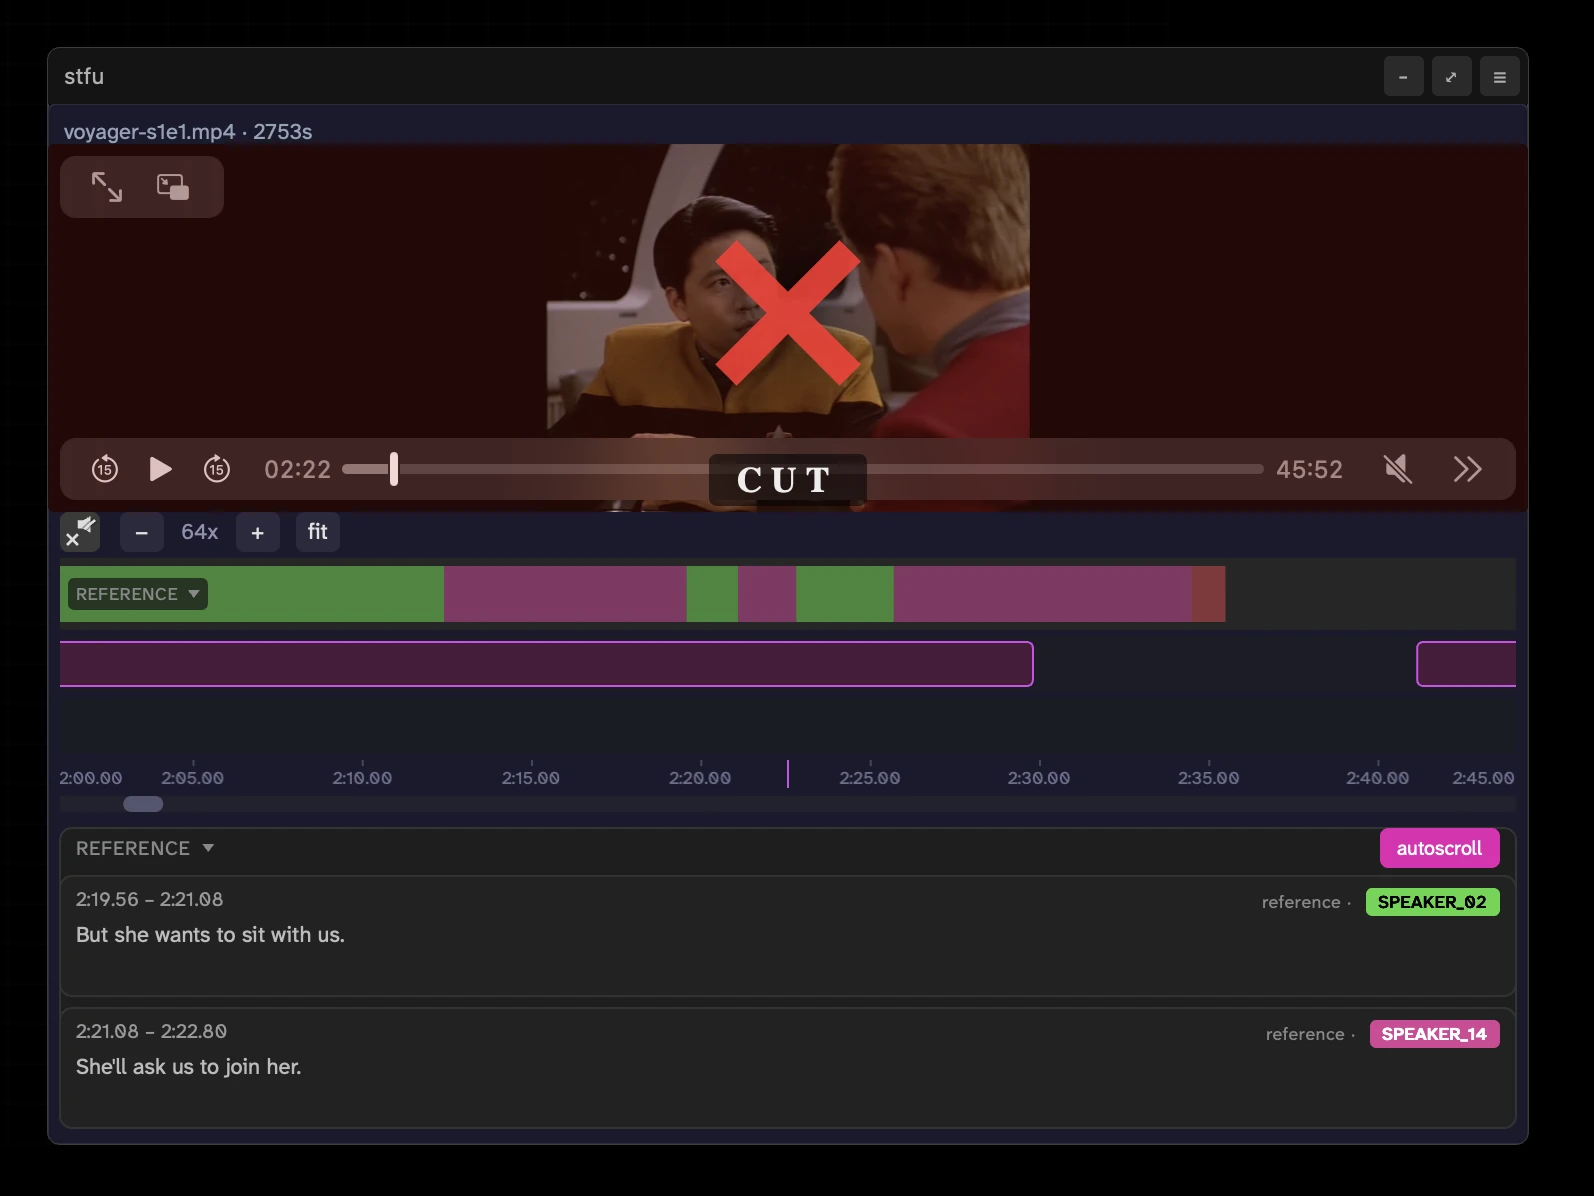 stfu
voyager-s1e1.mp4 · 2753s
15
15
02:22
45:52
CUT
− 64x + fit
REFERENCE
2:00.00 2:05.00 2:10.00 2:15.00 2:20.00 2:25.00 2:30.00 2:35.00 2:40.00 2:45.00
REFERENCE
autoscroll
2:19.56 – 2:21.08
reference · SPEAKER_02
But she wants to sit with us.
2:21.08 – 2:22.80
reference · SPEAKER_14
She'll ask us to join her.